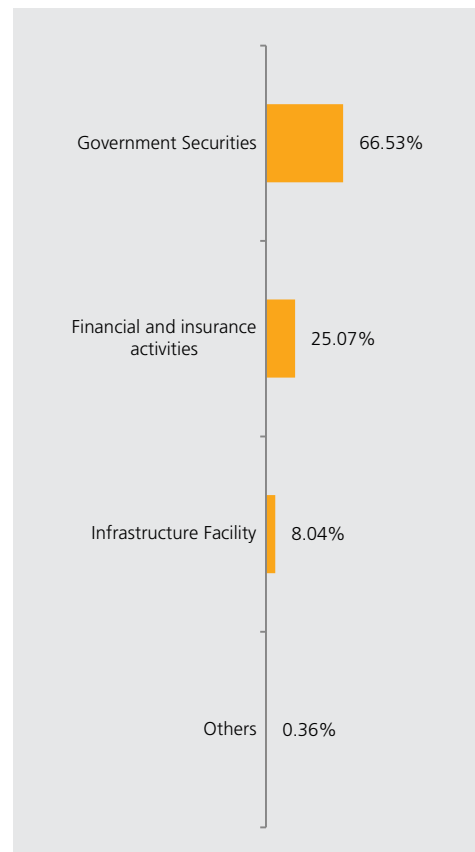 Government Securities
66.53%
Financial and insurance
activities
25.07%
Infrastructure Facility
8.04%
Others
0.36%